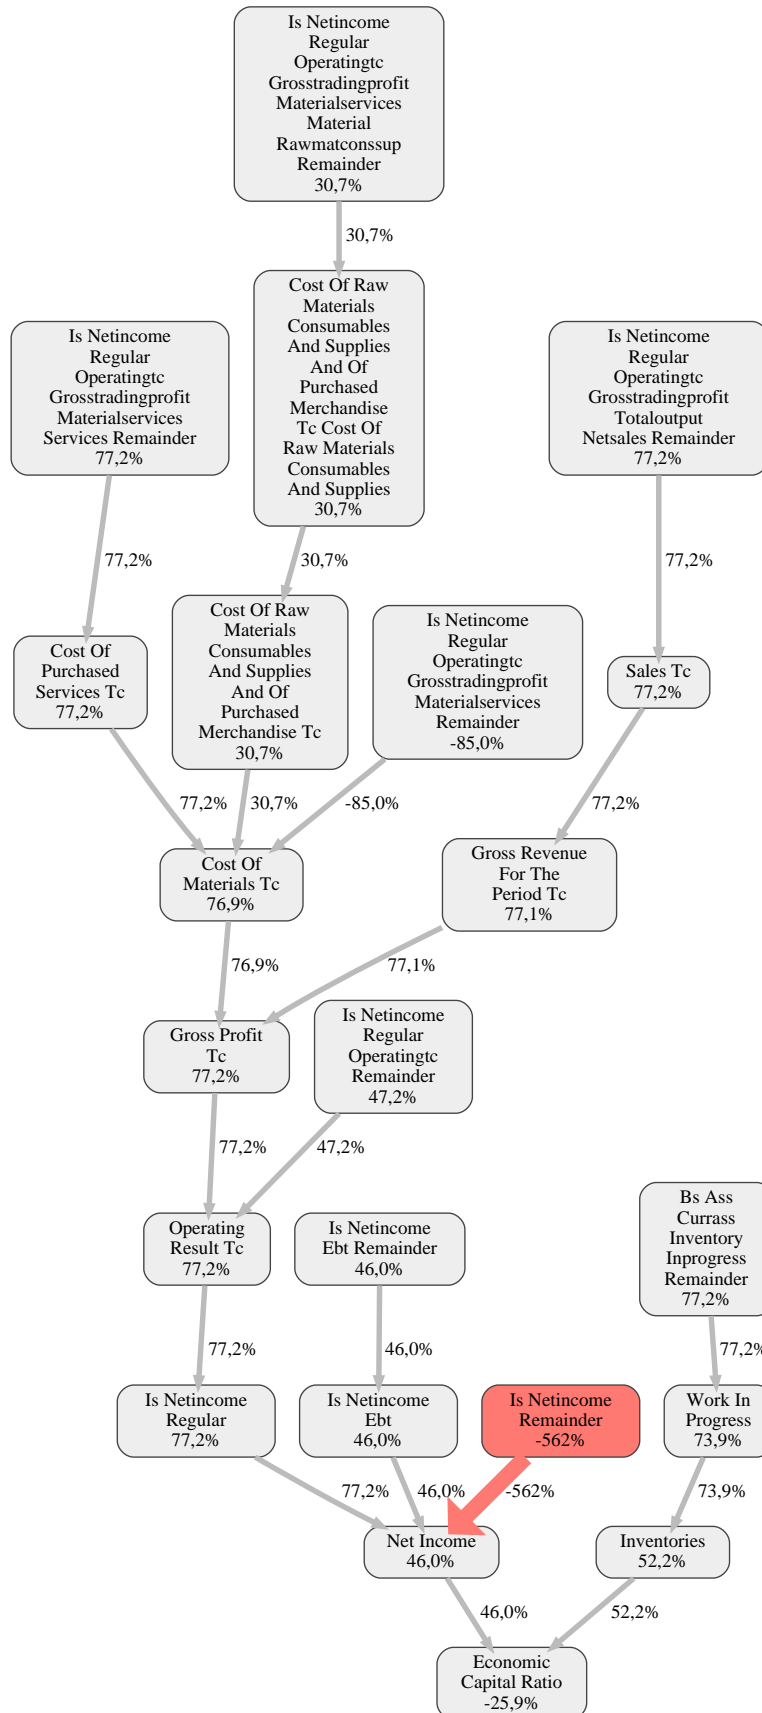 Is Netincome
Regular
Operatingtc
Grosstradingprofit
Materialservices
Material
Rawmatconssup
Remainder
30,7%
30,7%
Cost Of Raw
Materials
Consumables
And Supplies
And Of
Purchased
Merchandise
Tc Cost Of
Raw Materials
Consumables
And Supplies
30,7%
Is Netincome
Regular
Operatingtc
Grosstradingprofit
Materialservices
Services Remainder
77,2%
Is Netincome
Regular
Operatingtc
Grosstradingprofit
Totaloutput
Netsales Remainder
77,2%
77,2%
30,7%
77,2%
Cost Of
Purchased
Services Tc
77,2%
Cost Of Raw
Materials
Consumables
And Supplies
And Of
Purchased
Merchandise Tc
30,7%
Is Netincome
Regular
Operatingtc
Grosstradingprofit
Materialservices
Remainder
-85,0%
Sales Tc
77,2%
77,2%
30,7%
-85,0%
77,2%
Cost Of
Materials Tc
76,9%
Gross Revenue
For The
Period Tc
77,1%
76,9%
77,1%
Gross Profit
Tc
77,2%
Is Netincome
Regular
Operatingtc
Remainder
47,2%
77,2%
47,2%
Operating
Result Tc
77,2%
Is Netincome
Ebt Remainder
46,0%
Bs Ass
Currass
Inventory
Inprogress
Remainder
77,2%
77,2%
46,0%
77,2%
Is Netincome
Regular
77,2%
Is Netincome
Ebt
46,0%
Is Netincome
Remainder
-562%
Work In
Progress
73,9%
77,2%
46,0%
-562%
73,9%
Net Income
46,0%
Inventories
52,2%
46,0%
52,2%
Economic
Capital Ratio
-25,9%